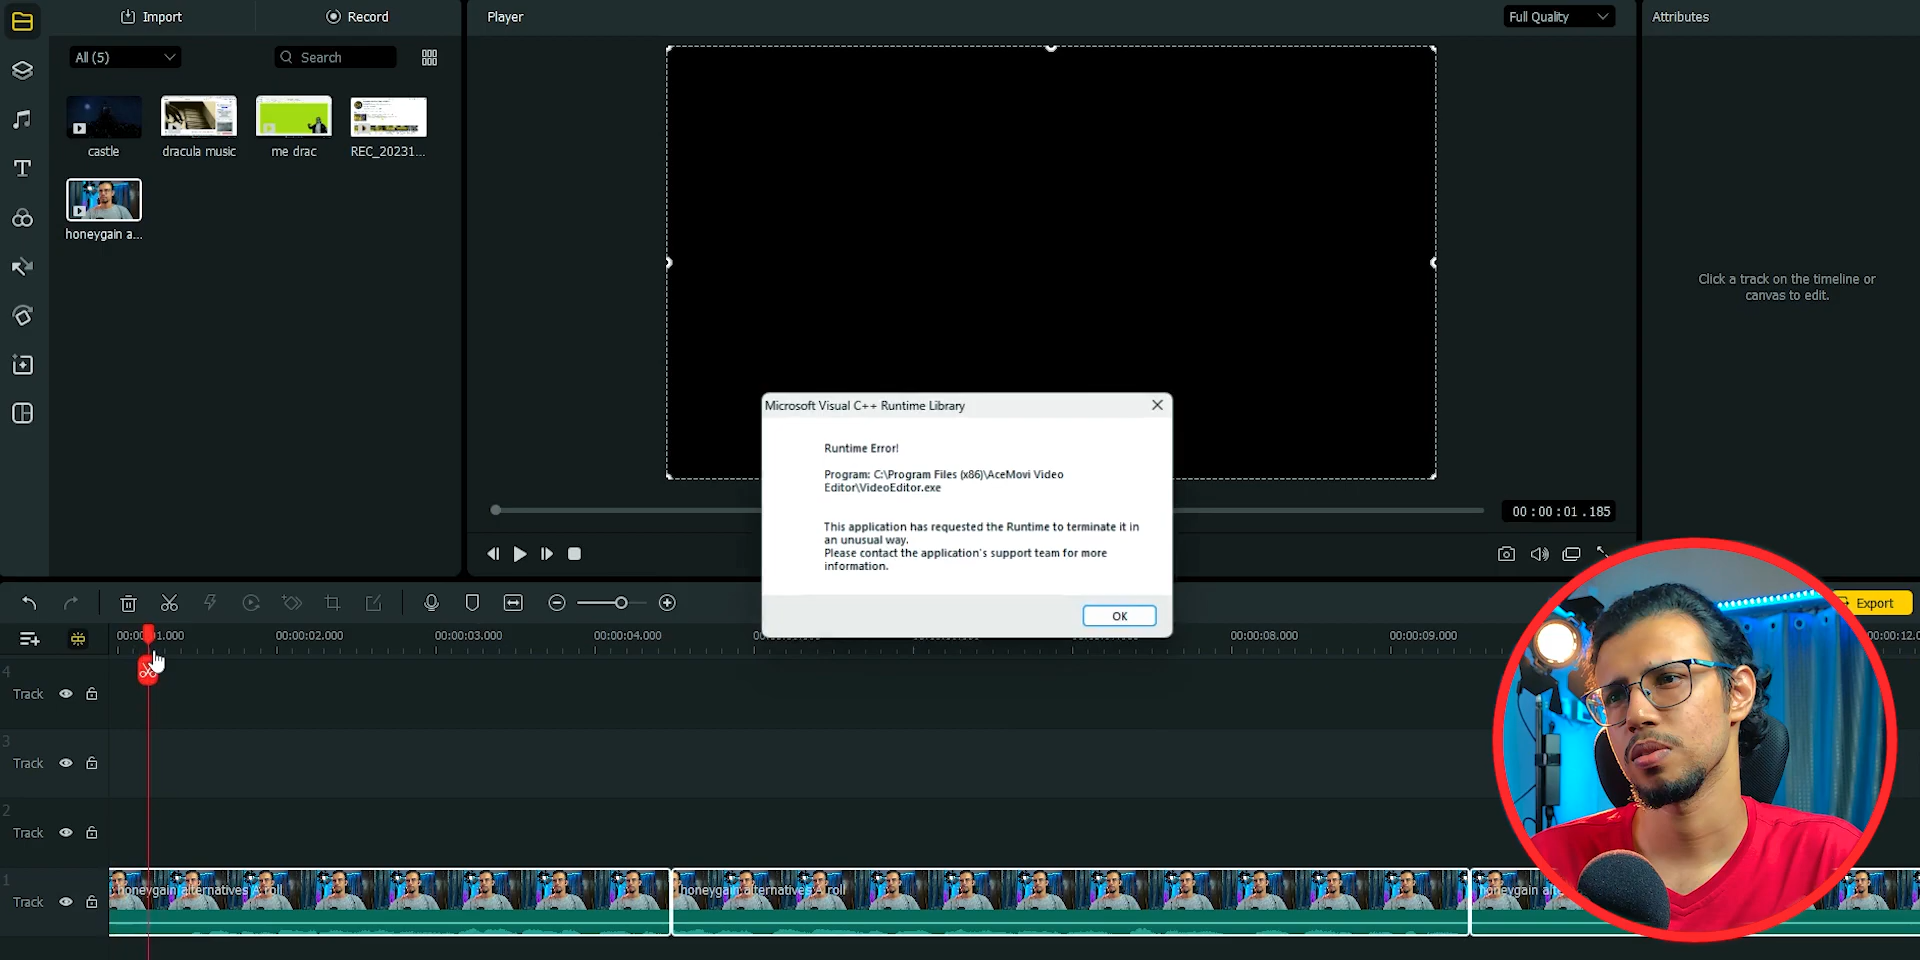 Import
Record
Player
Full Quality
Attributes
All (5)
Search
castle
dracula music
me drac
REC_20231...
honeygain a...
Click a track on the timeline or
canvas to edit.
Microsoft Visual C++ Runtime Library
Runtime Error!
Program: C:\Program Files (x86)\AceMovi Video
Editor\VideoEditor.exe
This application has requested the Runtime to terminate it in
an unusual way.
Please contact the application's support team for more
information.
OK
00 : 00 : 01 . 185
Export
00:00:02.000
00:00:03.000
00:00:04.000
00:00:08.000
00:00:09.000
4
Track
3
Track
2
Track
1
Track
honeygain alternatives A roll
honeygain alternatives A roll
honeygain